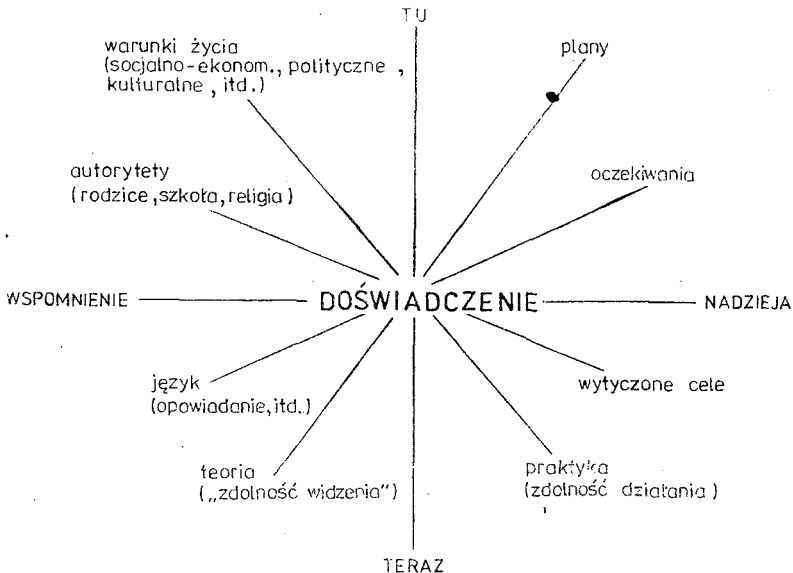 TU
warunki życia
(socjalno-ekonom., polityczne,
kulturalne, itd.)
plany
autorytety
(rodzice, szkoła, religia)
oczekiwania
WSPOMNIENIE
DOŚWIADCZENIE
NADZIEJA
język
(opowiadanie, itd.)
wytyczone cele
teoria
(„zdolność widzenia")
praktyka
(zdolność działania)
TERAZ